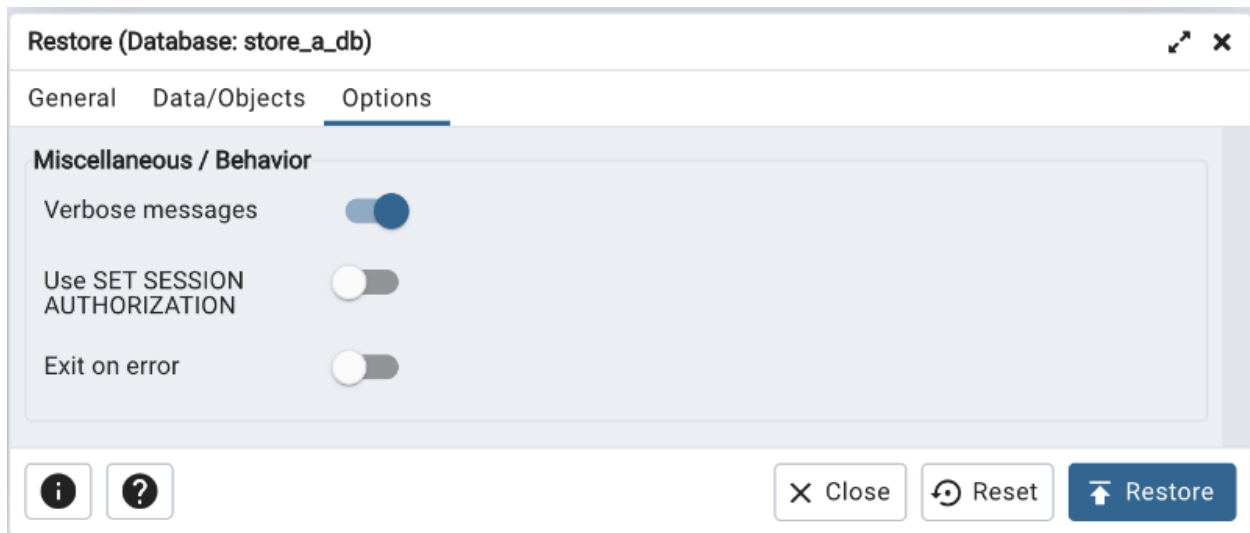 Restore (Database: store_a_db)
General Data/Objects Options
Miscellaneous / Behavior
Verbose messages
Use SET SESSION
AUTHORIZATION
Exit on error
Close Reset Restore